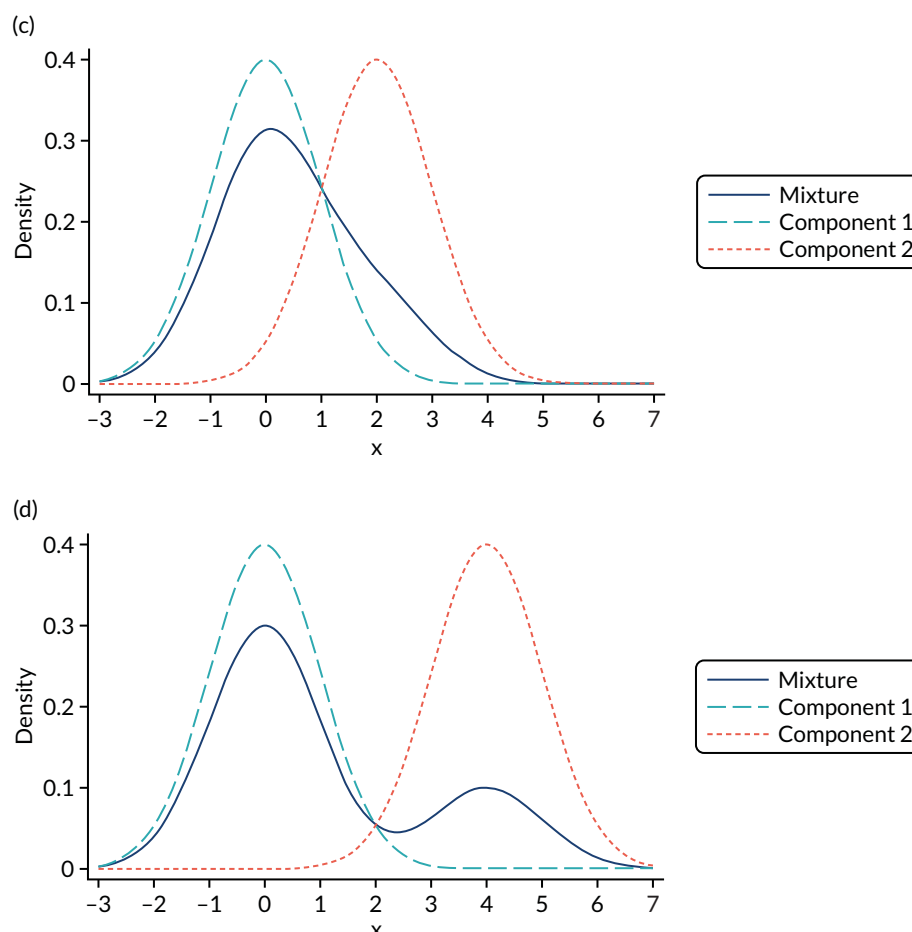 (c)
0.4
0.3
0.2
0.1
0
Density
–3 –2 –1 0 1 2 3 4 5 6 7
x
Mixture
Component 1
Component 2
(d)
0.4
0.3
0.2
0.1
0
Density
–3 –2 –1 0 1 2 3 4 5 6 7
x
Mixture
Component 1
Component 2